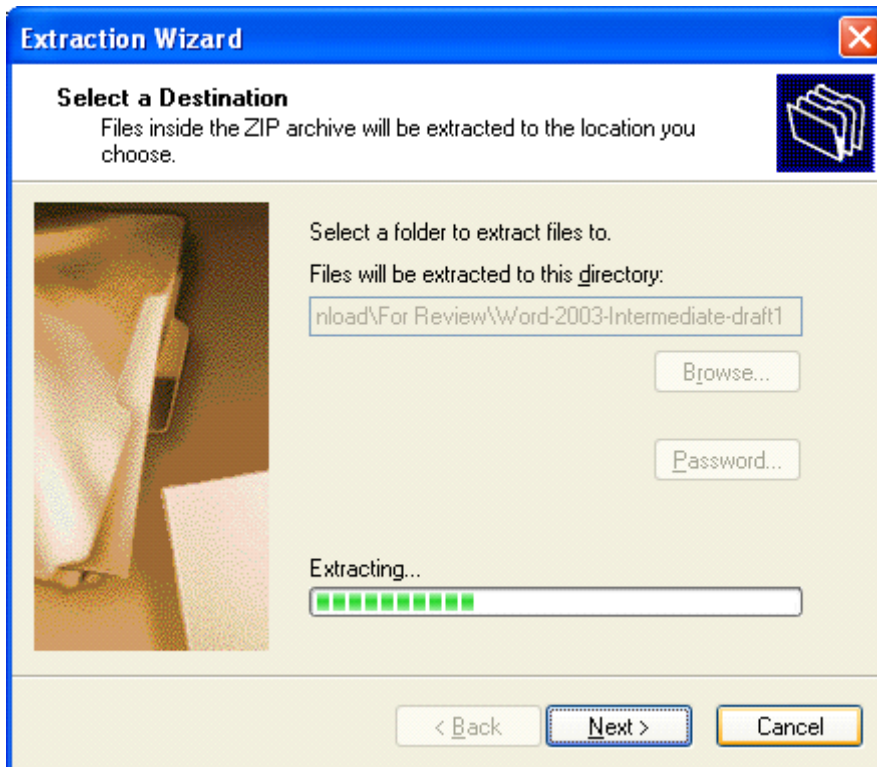 Extraction Wizard
Select a Destination
Files inside the ZIP archive will be extracted to the location you
choose.
Select a folder to extract files to.
Files will be extracted to this directory:
nload\For Review\Word-2003-Intermediate-draft1
Browse...
Password...
Extracting...
< Back
Next >
Cancel